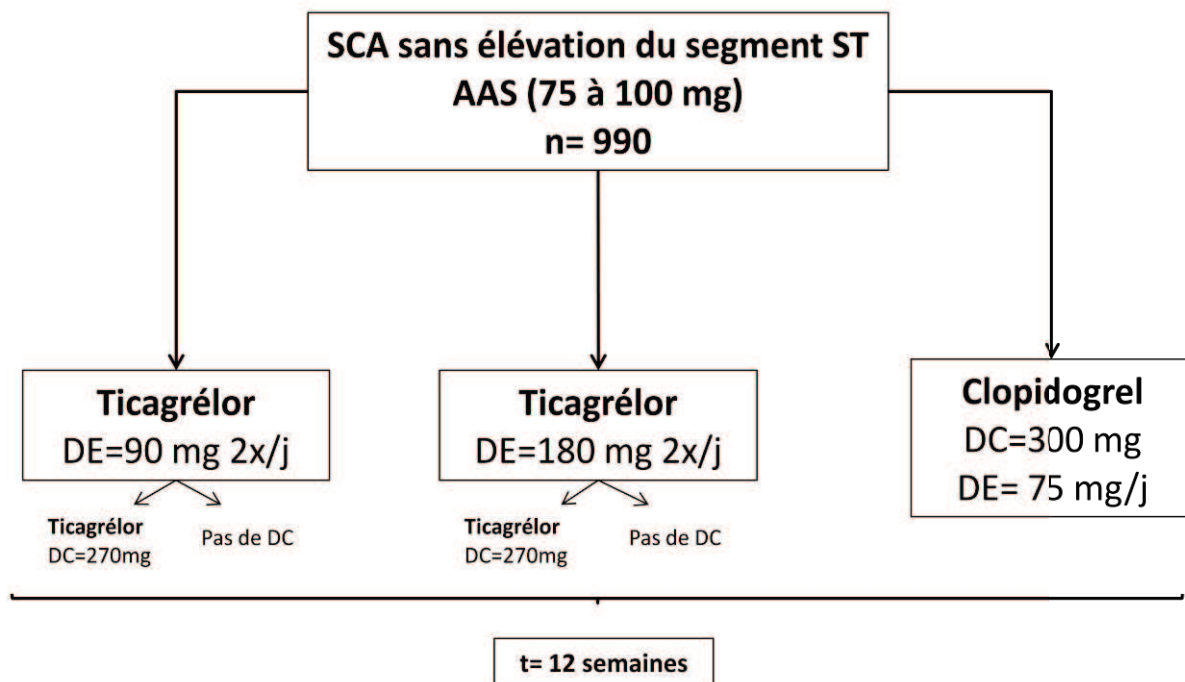 SCA sans élévation du segment ST
AAS (75 à 100 mg)
n= 990
Ticagrélor
DE=90 mg 2x/j
Ticagrélor
DC=270mg
Pas de DC
Ticagrélor
DE=180 mg 2x/j
Ticagrélor
DC=270mg
Pas de DC
Clopidogrel
DC=300 mg
DE= 75 mg/j
t= 12 semaines